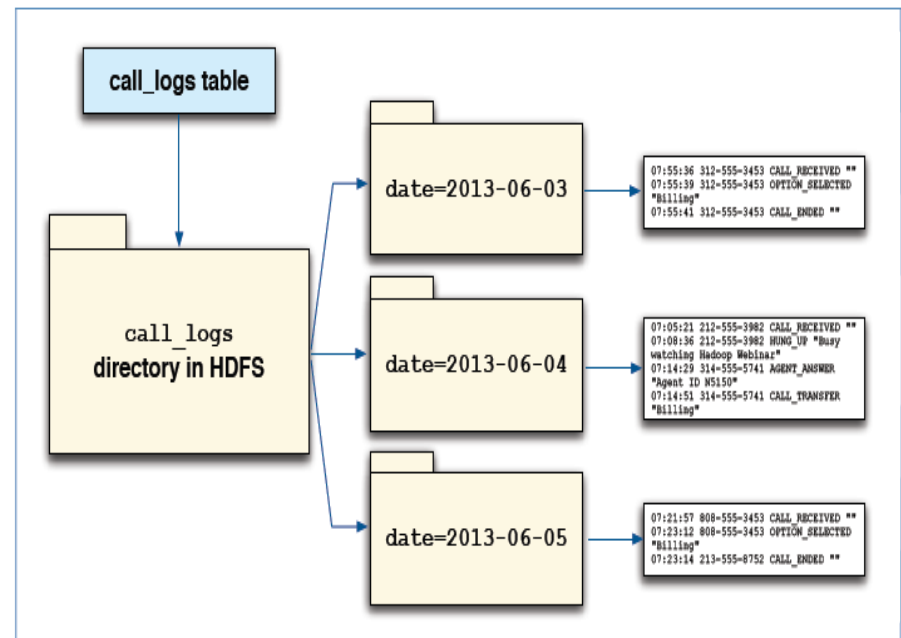 call_logs table
call_logs
directory in HDFS
date=2013-06-03
07:55:36 312-555-3453 CALL_RECEIVED ""
07:55:39 312-555-3453 OPTION_SELECTED
"Billing"
07:55:41 312-555-3453 CALL_ENDED ""
date=2013-06-04
07:05:21 212-555-3982 CALL_RECEIVED ""
07:08:36 212-555-3982 HUNG_UP "Busy
watching Hadoop Webinar"
07:14:29 314-555-5741 AGENT_ANSWER
"Agent ID N5150"
07:14:51 314-555-5741 CALL_TRANSFER
"Billing"
date=2013-06-05
07:21:57 808-555-3453 CALL_RECEIVED ""
07:23:12 808-555-3453 OPTION_SELECTED
"Billing"
07:23:14 213-555-8752 CALL_ENDED ""